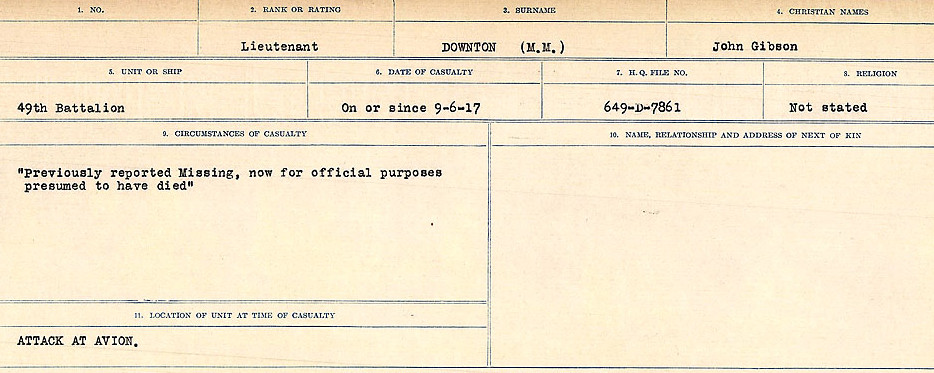 1. NO.
2. RANK OR RATING
3. SURNAME
4. CHRISTIAN NAMES
Lieutenant
DOWNTON (M.M.)
John Gibson
5. UNIT OR SHIP
6. DATE OF CASUALTY
7. H.Q. FILE NO.
8. RELIGION
49th Battalion
On or since 9-6-17
649-D-7861
Not stated
9. CIRCUMSTANCES OF CASUALTY
10. NAME, RELATIONSHIP AND ADDRESS OF NEXT OF KIN
"Previously reported Missing, now for official purposes
presumed to have died"
11. LOCATION OF UNIT AT TIME OF CASUALTY
ATTACK AT AVION.